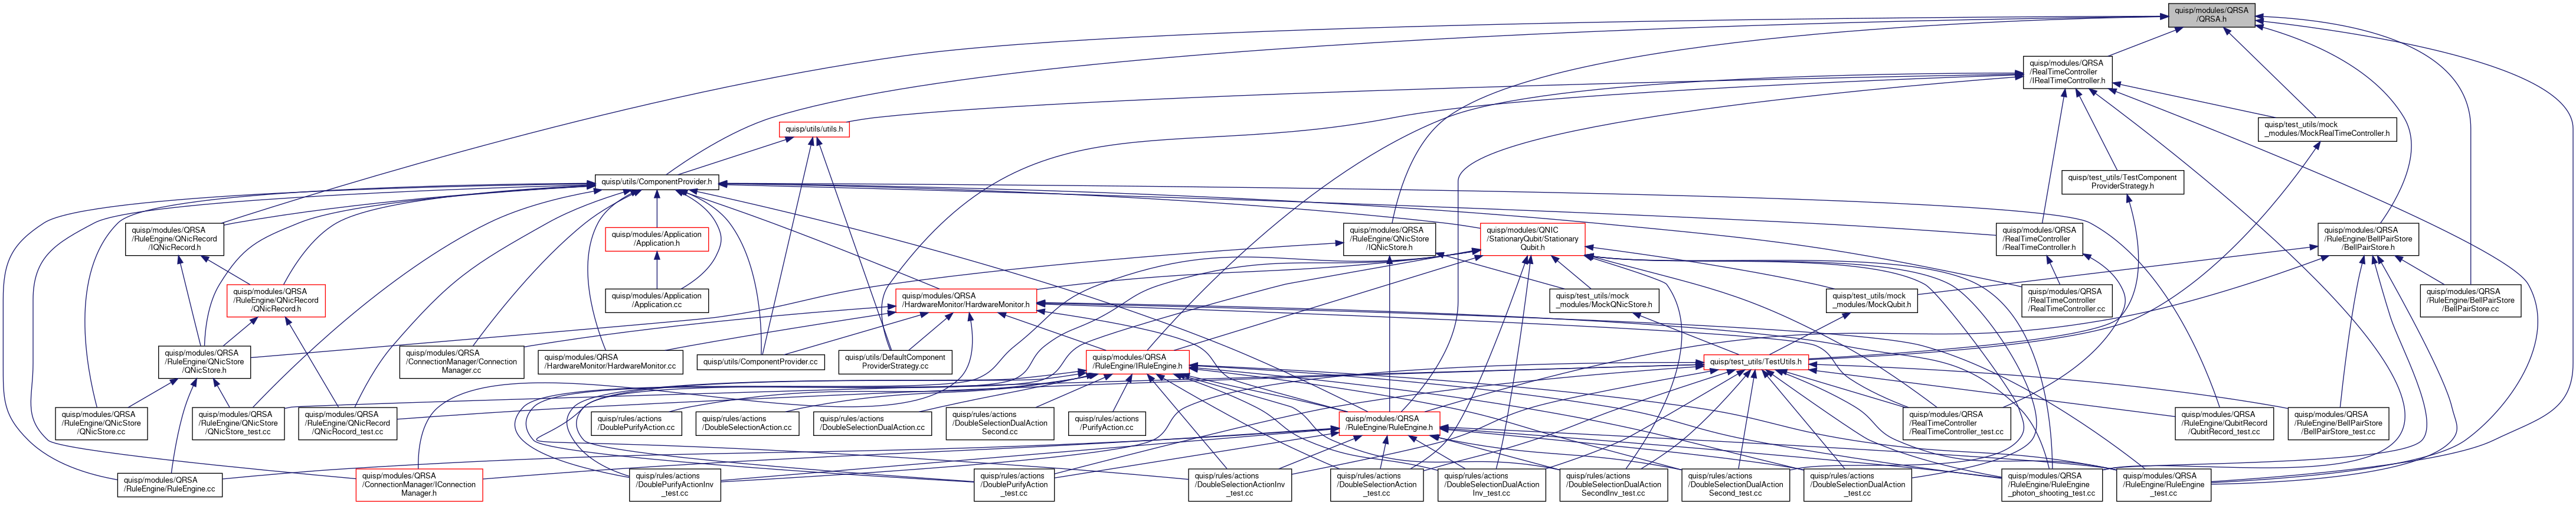 quisp/modules/QRSA
/QRSA.h
quisp/modules/QRSA
/RealTimeController
/IRealTimeController.h
quisp/utils/utils.h
quisp/test_utils/mock
_modules/MockRealTimeController.h
quisp/utils/ComponentProvider.h
quisp/test_utils/TestComponent
ProviderStrategy.h
quisp/modules/QRSA
/RuleEngine/QNicRecord
/IQNicRecord.h
quisp/modules/Application
/Application.h
quisp/modules/QRSA
/RuleEngine/QNicStore
/IQNicStore.h
quisp/modules/QNIC
/StationaryQubit/Stationary
Qubit.h
quisp/modules/QRSA
/RealTimeController
/RealTimeController.h
quisp/modules/QRSA
/RuleEngine/BellPairStore
/BellPairStore.h
quisp/modules/QRSA
/RuleEngine/QNicRecord
/QNicRecord.h
quisp/modules/Application
/Application.cc
quisp/modules/QRSA
/HardwareMonitor/HardwareMonitor.h
quisp/test_utils/mock
_modules/MockQNicStore.h
quisp/test_utils/mock
_modules/MockQubit.h
quisp/modules/QRSA
/RealTimeController
/RealTimeController.cc
quisp/modules/QRSA
/RuleEngine/BellPairStore
/BellPairStore.cc
quisp/modules/QRSA
/RuleEngine/QNicStore
/QNicStore.h
quisp/modules/QRSA
/ConnectionManager/Connection
Manager.cc
quisp/modules/QRSA
/HardwareMonitor/HardwareMonitor.cc
quisp/utils/ComponentProvider.cc
quisp/utils/DefaultComponent
ProviderStrategy.cc
quisp/modules/QRSA
/RuleEngine/IRuleEngine.h
quisp/test_utils/TestUtils.h
quisp/modules/QRSA
/RuleEngine/QNicStore
/QNicStore.cc
quisp/modules/QRSA
/RuleEngine/QNicStore
/QNicStore_test.cc
quisp/modules/QRSA
/RuleEngine/QNicRecord
/QNicRocord_test.cc
quisp/rules/actions
/DoublePurifyAction.cc
quisp/rules/actions
/DoubleSelectionAction.cc
quisp/rules/actions
/DoubleSelectionDualAction.cc
quisp/rules/actions
/DoubleSelectionDualAction
Second.cc
quisp/rules/actions
/PurifyAction.cc
quisp/modules/QRSA
/RuleEngine/RuleEngine.h
quisp/modules/QRSA
/RealTimeController
/RealTimeController_test.cc
quisp/modules/QRSA
/RuleEngine/QubitRecord
/QubitRecord_test.cc
quisp/modules/QRSA
/RuleEngine/BellPairStore
/BellPairStore_test.cc
quisp/modules/QRSA
/RuleEngine/RuleEngine.cc
quisp/modules/QRSA
/ConnectionManager/IConnection
Manager.h
quisp/rules/actions
/DoublePurifyActionInv
_test.cc
quisp/rules/actions
/DoublePurifyAction
_test.cc
quisp/rules/actions
/DoubleSelectionActionInv
_test.cc
quisp/rules/actions
/DoubleSelectionAction
_test.cc
quisp/rules/actions
/DoubleSelectionDualAction
Inv_test.cc
quisp/rules/actions
/DoubleSelectionDualAction
SecondInv_test.cc
quisp/rules/actions
/DoubleSelectionDualAction
Second_test.cc
quisp/rules/actions
/DoubleSelectionDualAction
_test.cc
quisp/modules/QRSA
/RuleEngine/RuleEngine
_photon_shooting_test.cc
quisp/modules/QRSA
/RuleEngine/RuleEngine
_test.cc